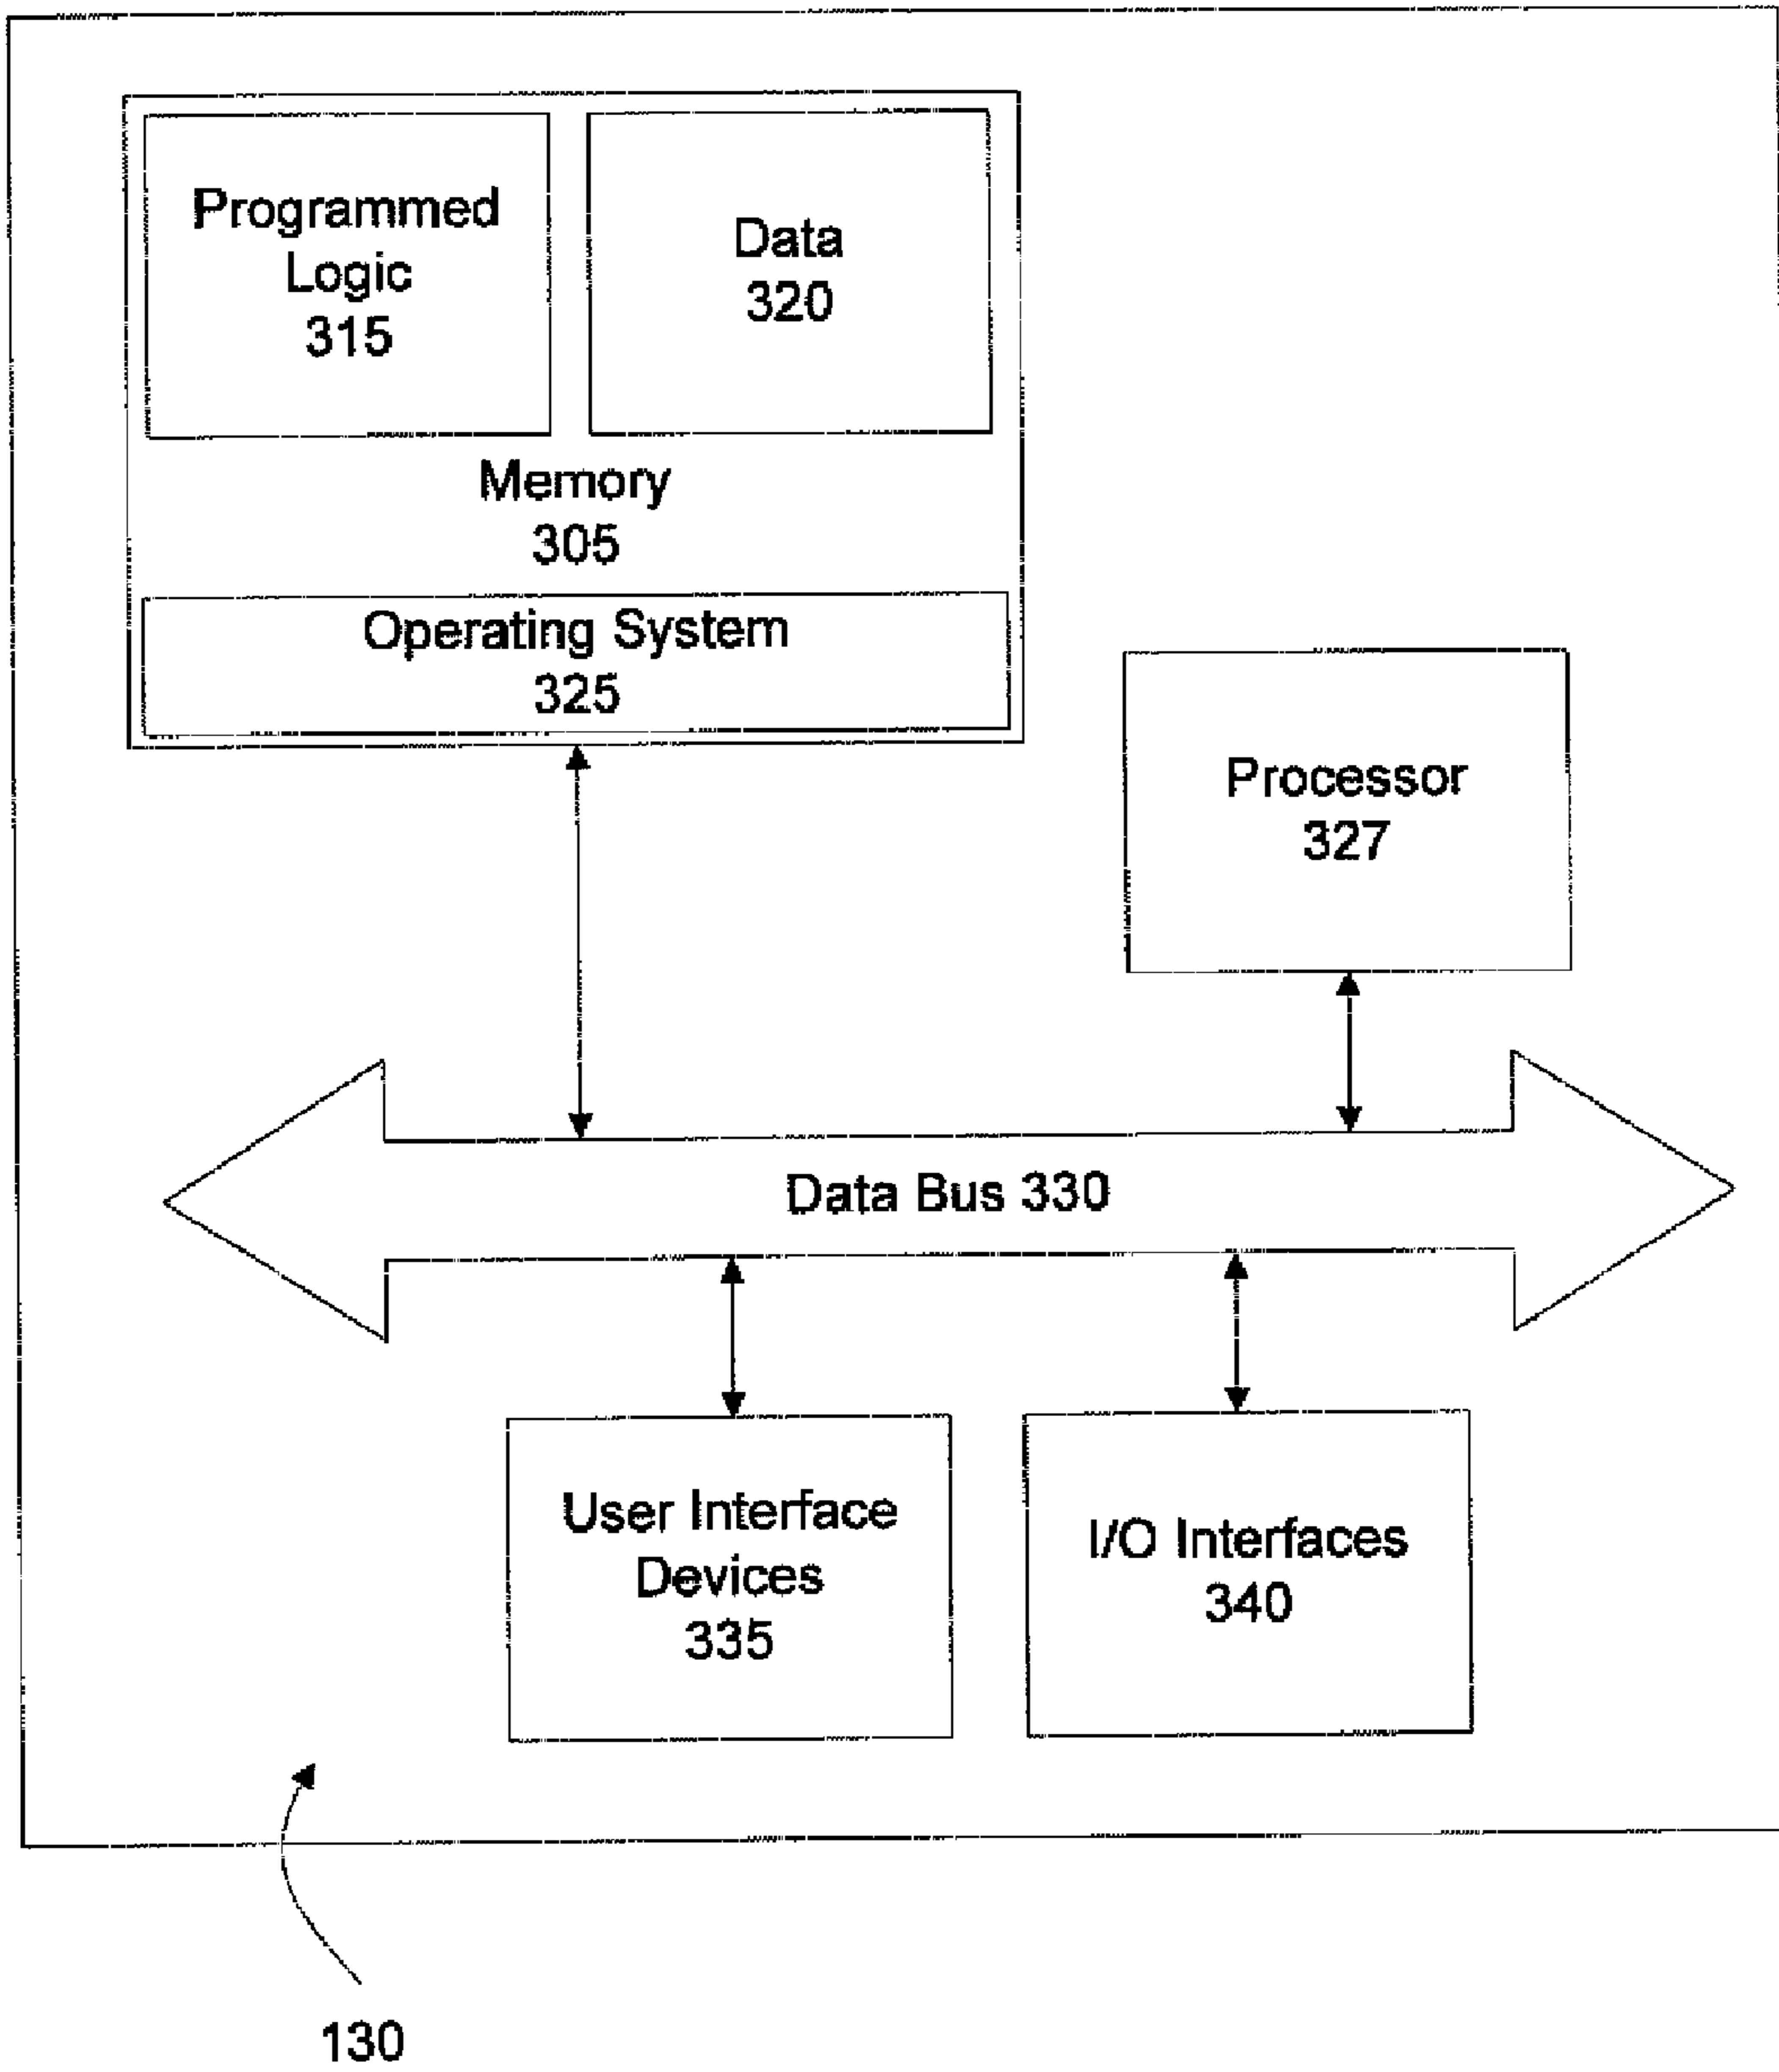 Programmed
Logic
315
Data
320
Memory
305
Operating System
325
Processor
327
Data Bus 330
User Interface
Devices
335
I/O Interfaces
340
130